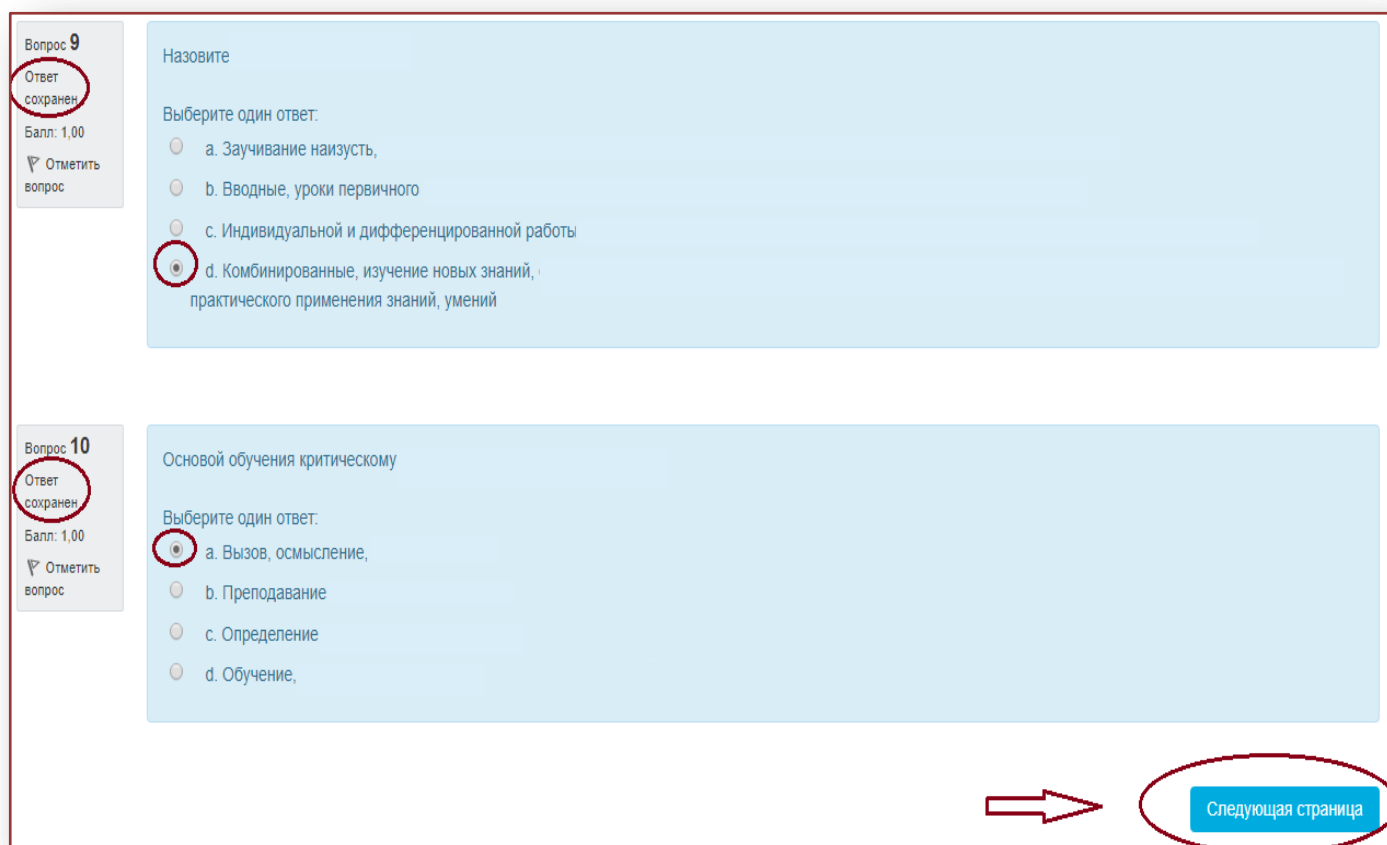 Вопрос 9
Ответ
сохранен
Балл: 1,00
Отметить
вопрос
Назовите
Выберите один ответ:
a. Заучивание наизусть,
b. Вводные, уроки первичного
c. Индивидуальной и дифференцированной работы
d. Комбинированные, изучение новых знаний,
практического применения знаний, умений
Вопрос 10
Ответ
сохранен
Балл: 1,00
Отметить
вопрос
Основой обучения критическому
Выберите один ответ:
a. Вызов, осмысление,
b. Преподавание
c. Определение
d. Обучение,
Следующая страница